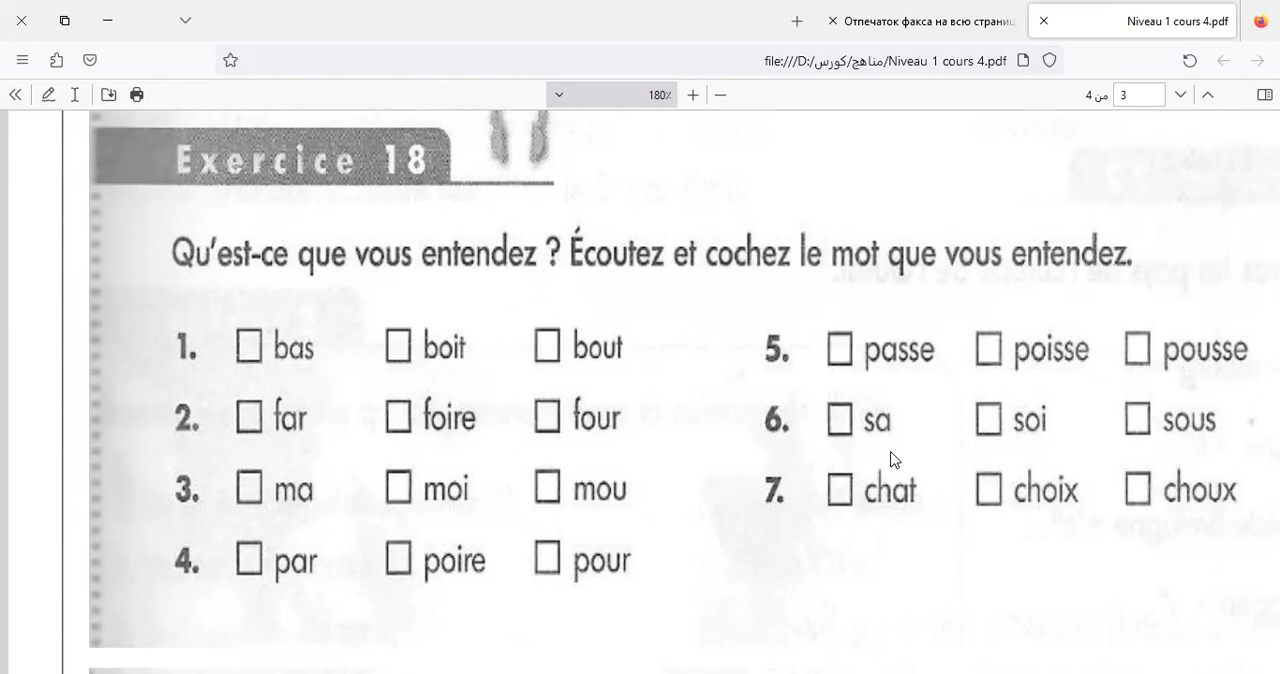 Отпечаток факса на всю страниц
Niveau 1 cours 4.pdf
file:///D:/مناهج/كورس/Niveau 1 cours 4.pdf
180%
3
من 4
Exercice 18
Qu'est-ce que vous entendez ? Écoutez et cochez le mot que vous entendez.
1. bas boit bout
2. far foire four
3. ma moi mou
4. par poire pour
5. passe poisse pousse
6. sa soi sous
7. chat choix choux